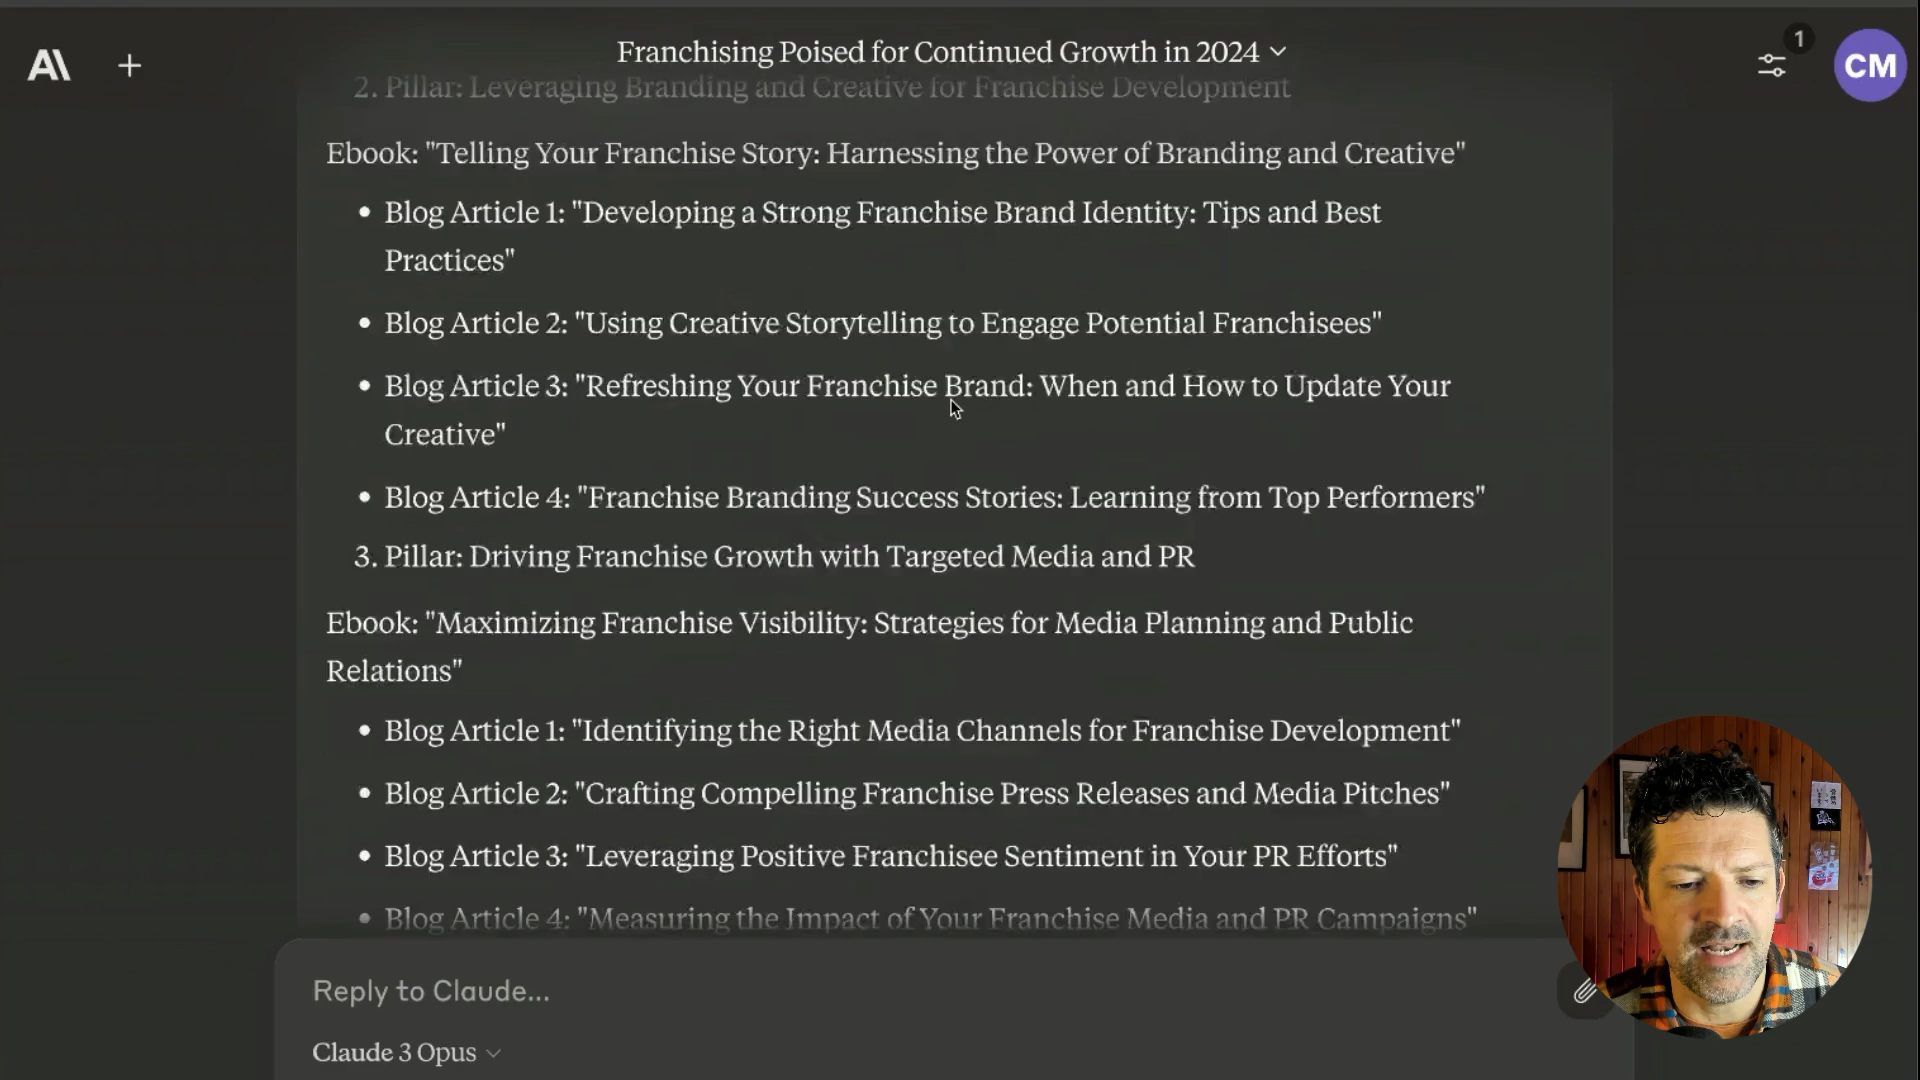 A\
+
Franchising Poised for Continued Growth in 2024
1
CM
2. Pillar: Leveraging Branding and Creative for Franchise Development
Ebook: "Telling Your Franchise Story: Harnessing the Power of Branding and Creative"
• Blog Article 1: "Developing a Strong Franchise Brand Identity: Tips and Best
Practices"
• Blog Article 2: "Using Creative Storytelling to Engage Potential Franchisees"
• Blog Article 3: "Refreshing Your Franchise Brand: When and How to Update Your
Creative"
• Blog Article 4: "Franchise Branding Success Stories: Learning from Top Performers"
3. Pillar: Driving Franchise Growth with Targeted Media and PR
Ebook: "Maximizing Franchise Visibility: Strategies for Media Planning and Public
Relations"
• Blog Article 1: "Identifying the Right Media Channels for Franchise Development"
• Blog Article 2: "Crafting Compelling Franchise Press Releases and Media Pitches"
• Blog Article 3: "Leveraging Positive Franchisee Sentiment in Your PR Efforts"
• Blog Article 4: "Measuring the Impact of Your Franchise Media and PR Campaigns"
Reply to Claude...
Claude 3 Opus